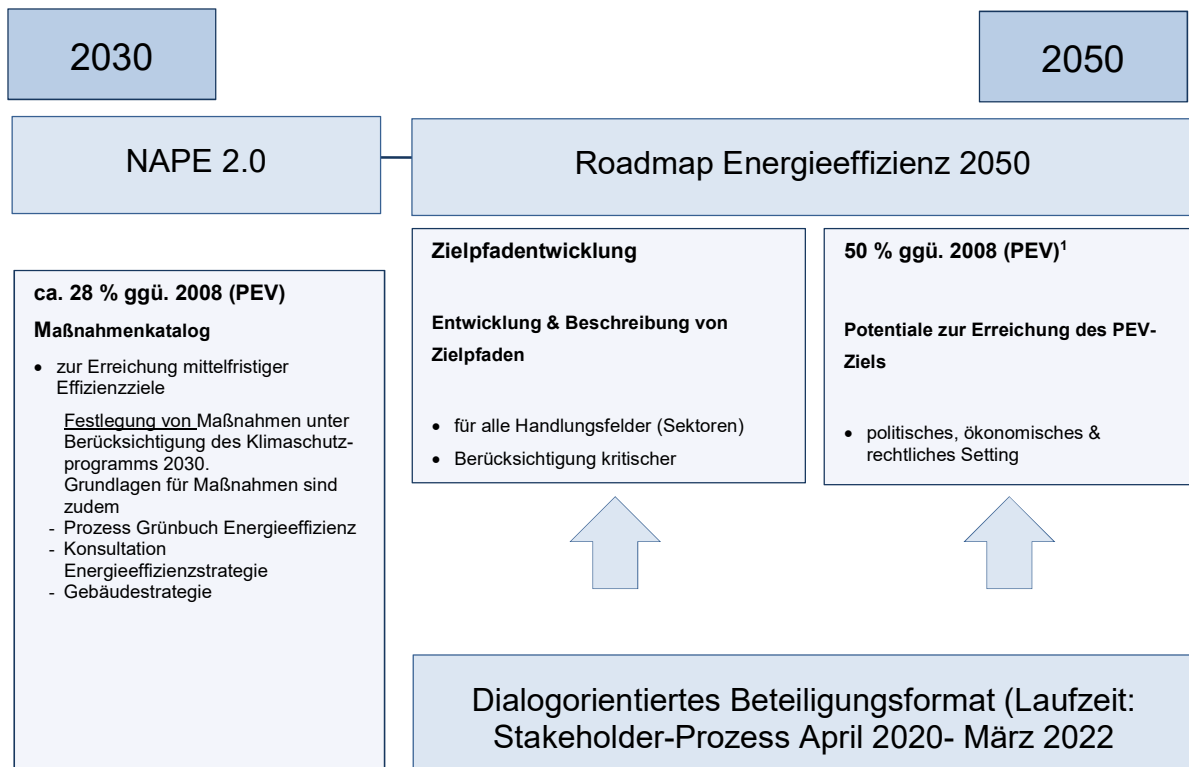 2030
2050
NAPE 2.0
Roadmap Energieeffizienz 2050
ca. 28 % ggü. 2008 (PEV)
Maßnahmenkatalog
• zur Erreichung mittelfristiger
Effizienzziele
Festlegung von Maßnahmen unter
Berücksichtigung des Klimaschutz-
programms 2030.
Grundlagen für Maßnahmen sind
zudem
- Prozess Grünbuch Energieeffizienz
- Konsultation
Energieeffizienzstrategie
- Gebäudestrategie
Zielpfadentwicklung
Entwicklung & Beschreibung von
Zielpfaden
• für alle Handlungsfelder (Sektoren)
• Berücksichtigung kritischer
50 % ggü. 2008 (PEV)¹
Potentiale zur Erreichung des PEV-
Ziels
• politisches, ökonomisches &
rechtliches Setting
Dialogorientiertes Beteiligungsformat (Laufzeit:
Stakeholder-Prozess April 2020- März 2022